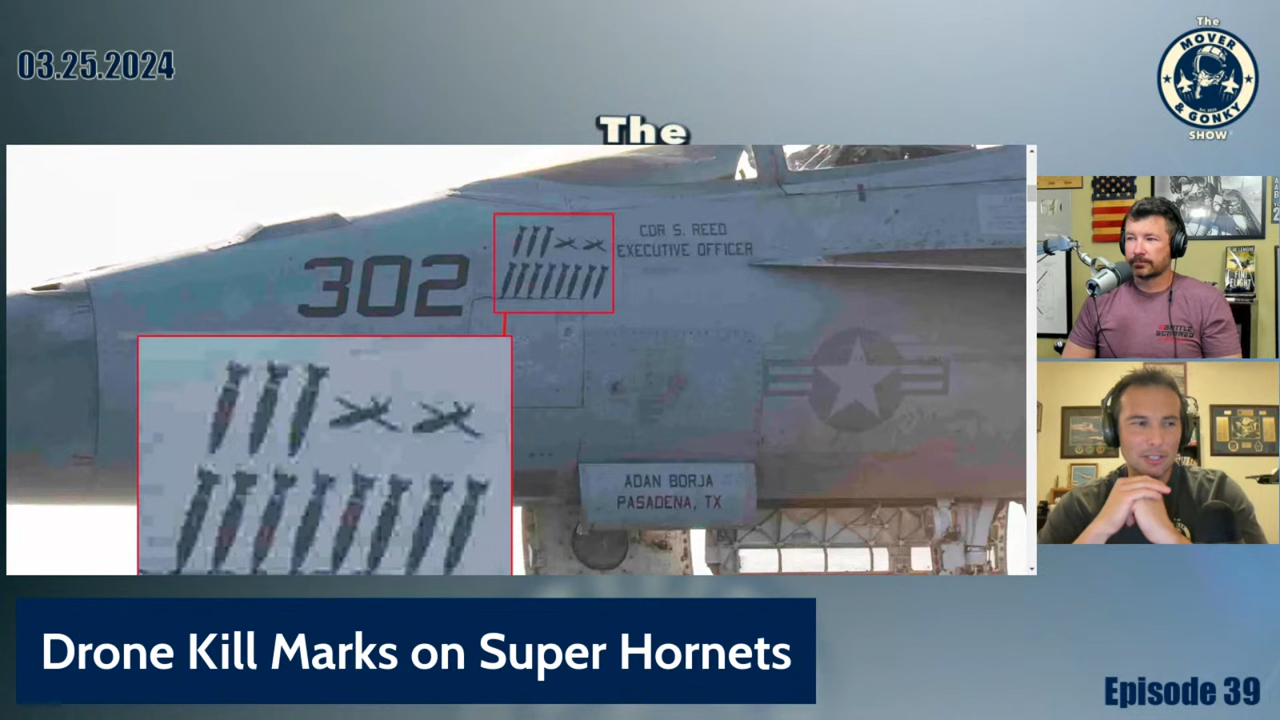 03.25.2024
The
MOVER
& GONKY
SHOW
The
302
CDR S. REED
EXECUTIVE OFFICER
ADAN BORJA
PASADENA, TX
Drone Kill Marks on Super Hornets
Episode 39